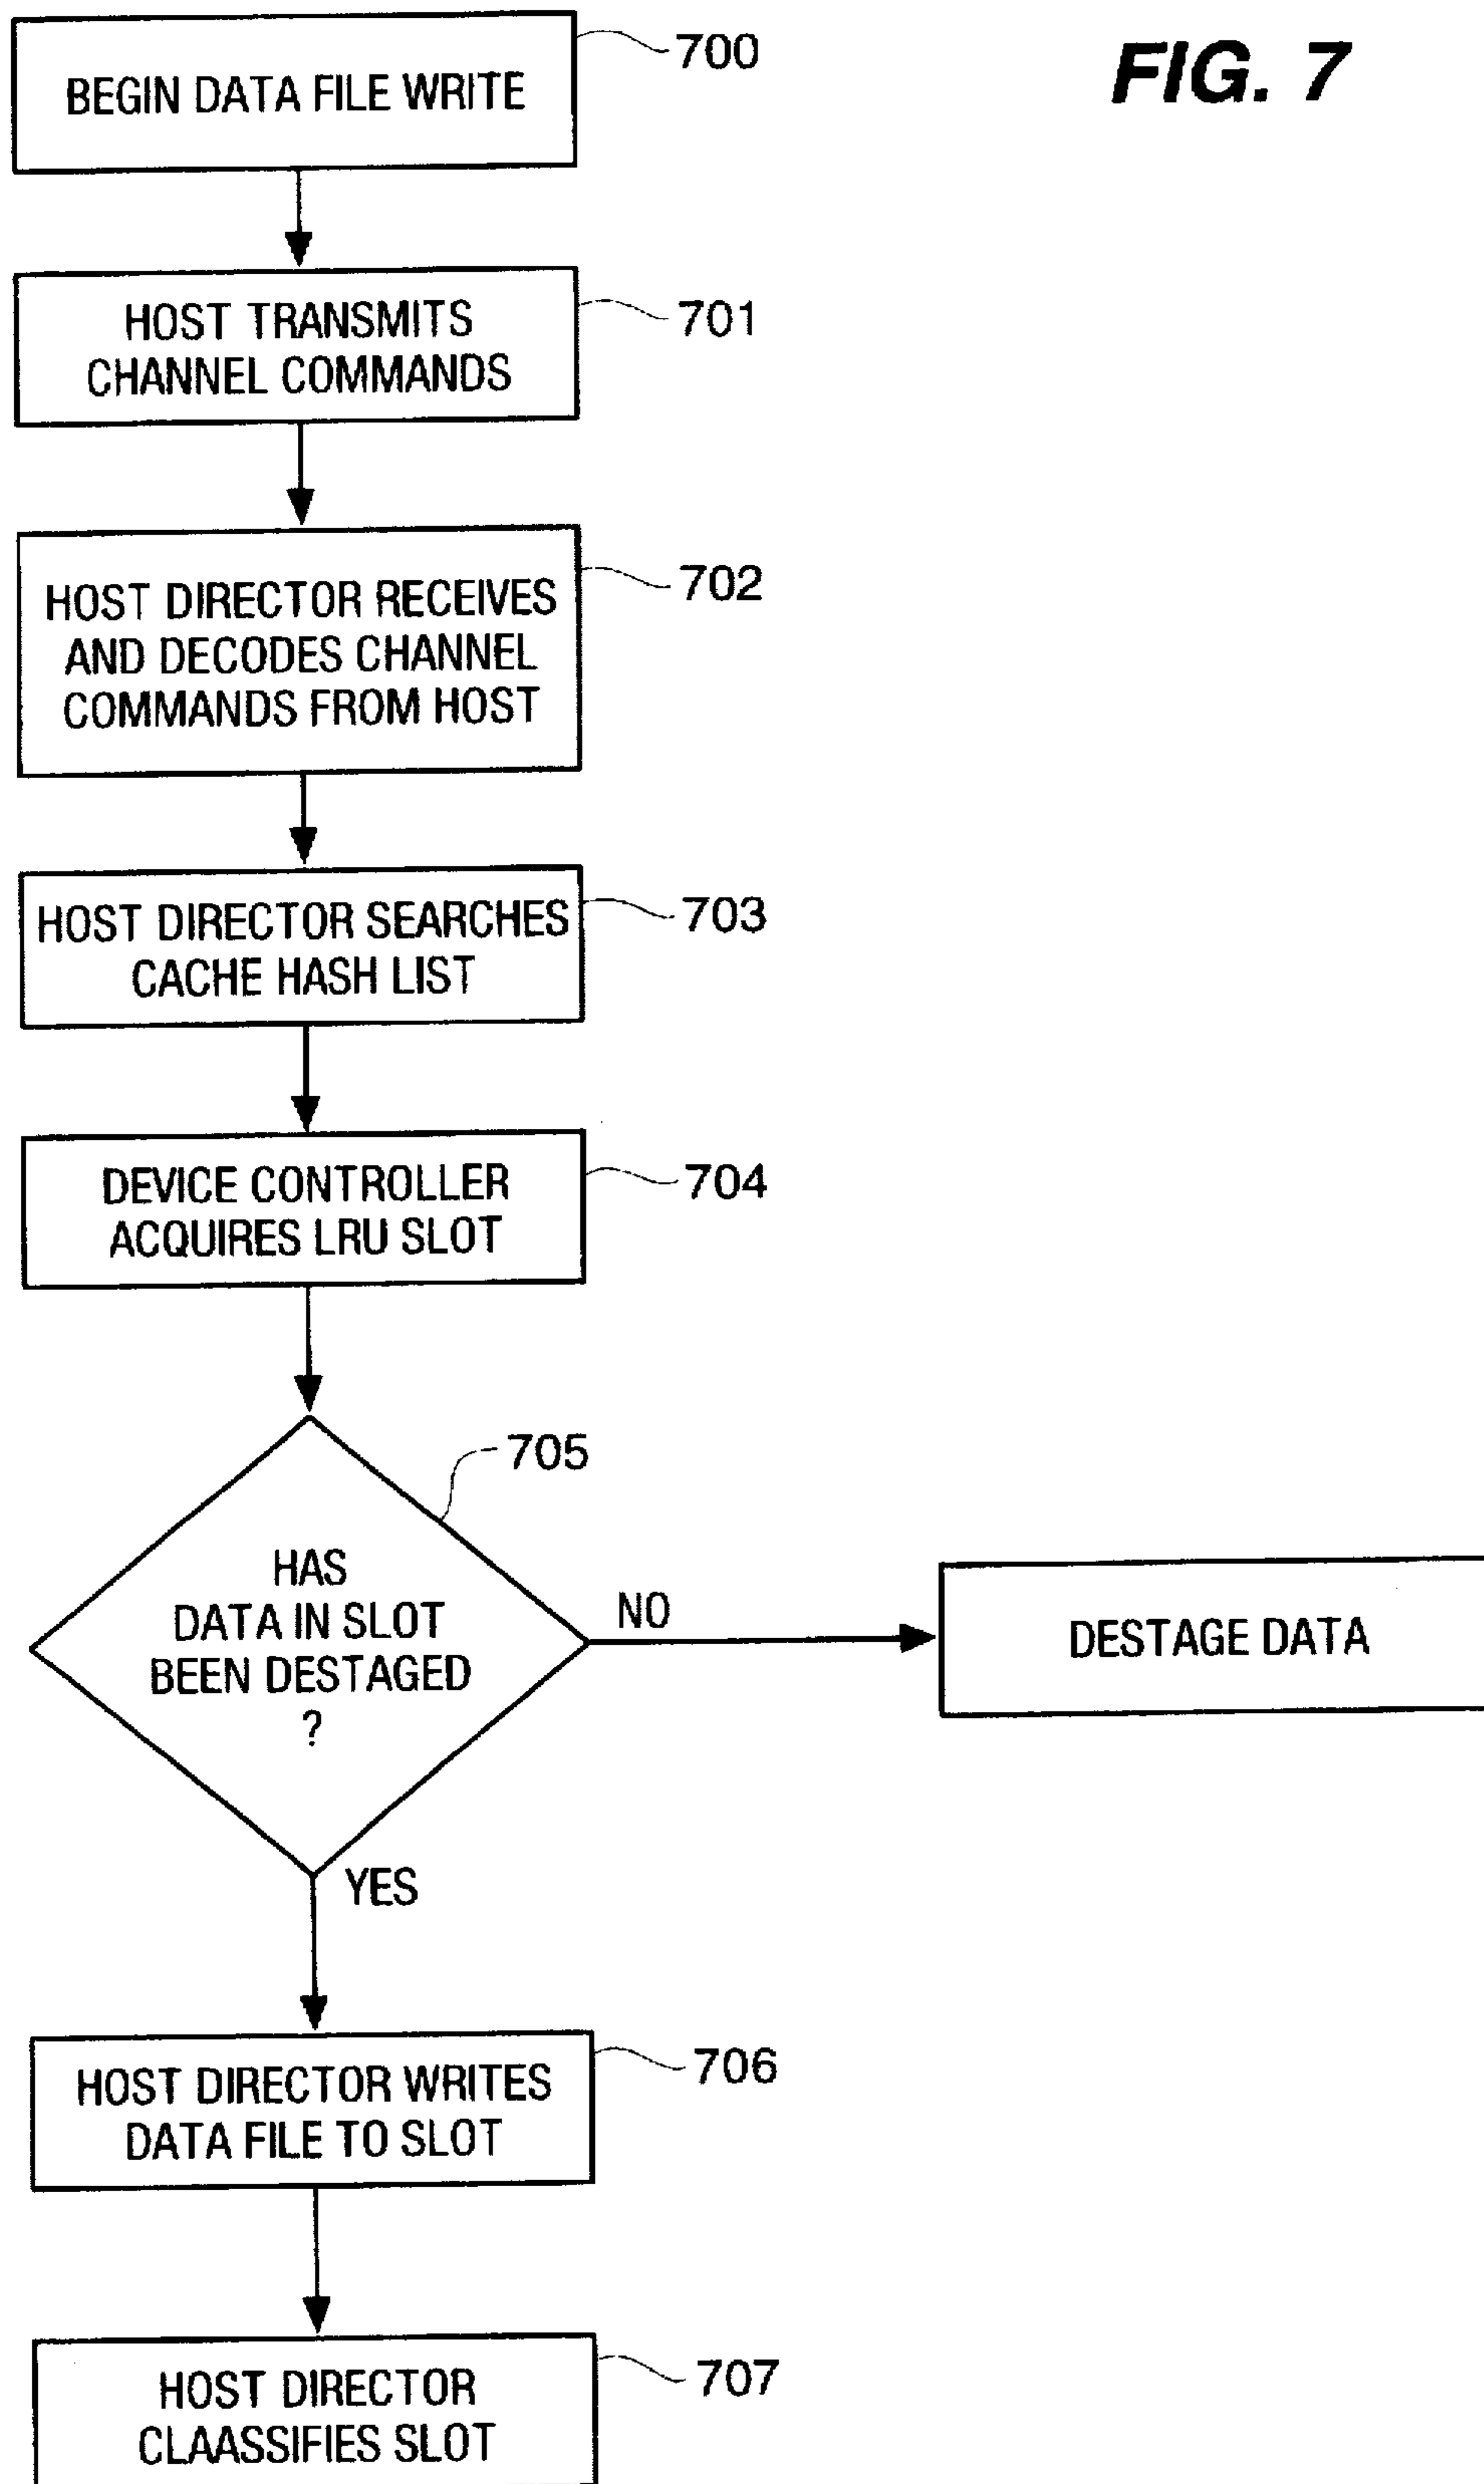 FIG. 7
700
BEGIN DATA FILE WRITE
701
HOST TRANSMITS
CHANNEL COMMANDS
702
HOST DIRECTOR RECEIVES
AND DECODES CHANNEL
COMMANDS FROM HOST
703
HOST DIRECTOR SEARCHES
CACHE HASH LIST
704
DEVICE CONTROLLER
ACQUIRES LRU SLOT
705
HAS
DATA IN SLOT
BEEN DESTAGED
?
NO
DESTAGE DATA
YES
706
HOST DIRECTOR WRITES
DATA FILE TO SLOT
707
HOST DIRECTOR
CLAASSIFIES SLOT